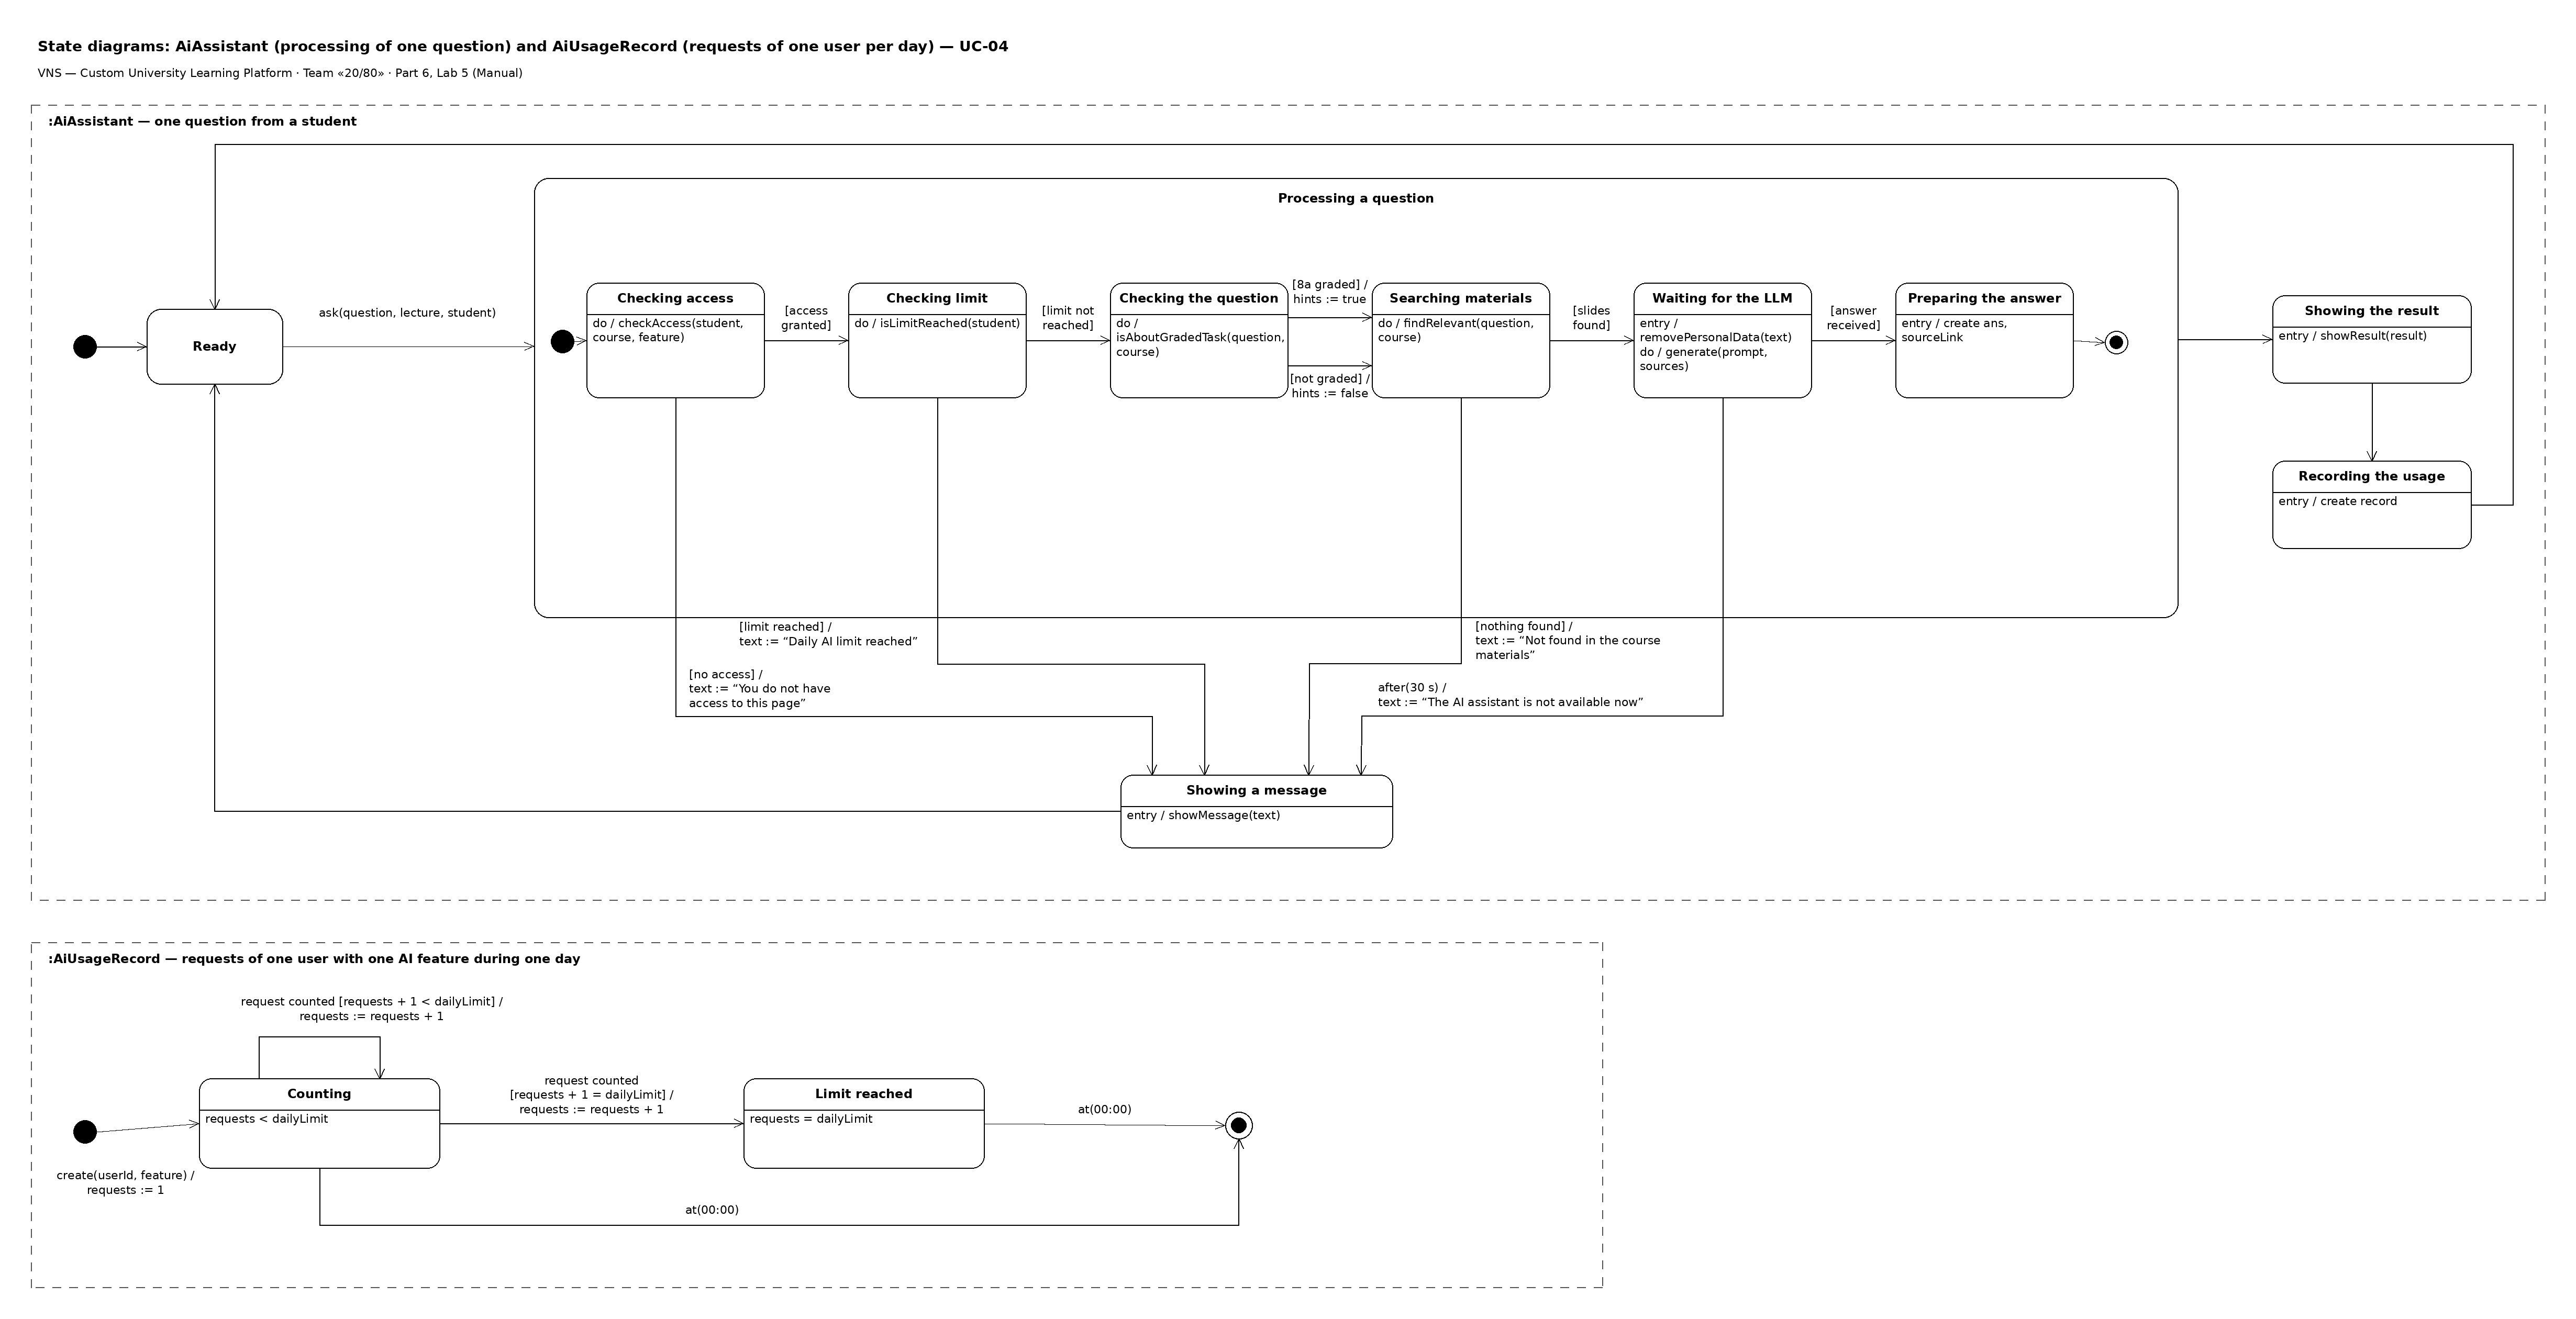 State diagrams: AiAssistant (processing of one question) and AiUsageRecord (requests of one user per day) — UC-04
VNS — Custom University Learning Platform · Team «20/80» · Part 6, Lab 5 (Manual)
:AiAssistant — one question from a student
Processing a question
Ready
ask(question, lecture, student)
Checking access
do / checkAccess(student,
course, feature)
[access
granted]
Checking limit
do / isLimitReached(student)
[limit not
reached]
Checking the question
do /
isAboutGradedTask(question,
course)
[8a graded] /
hints := true
[not graded] /
hints := false
Searching materials
do / findRelevant(question,
course)
[slides
found]
Waiting for the LLM
entry /
removePersonalData(text)
do / generate(prompt,
sources)
[answer
received]
Preparing the answer
entry / create ans,
sourceLink
Showing the result
entry / showResult(result)
Recording the usage
entry / create record
[limit reached] /
text := “Daily AI limit reached”
[no access] /
text := “You do not have
access to this page”
[nothing found] /
text := “Not found in the course
materials”
after(30 s) /
text := “The AI assistant is not available now”
Showing a message
entry / showMessage(text)
:AiUsageRecord — requests of one user with one AI feature during one day
request counted [requests + 1 < dailyLimit] /
requests := requests + 1
Counting
requests < dailyLimit
create(userId, feature) /
requests := 1
request counted
[requests + 1 = dailyLimit] /
requests := requests + 1
Limit reached
requests = dailyLimit
at(00:00)
at(00:00)